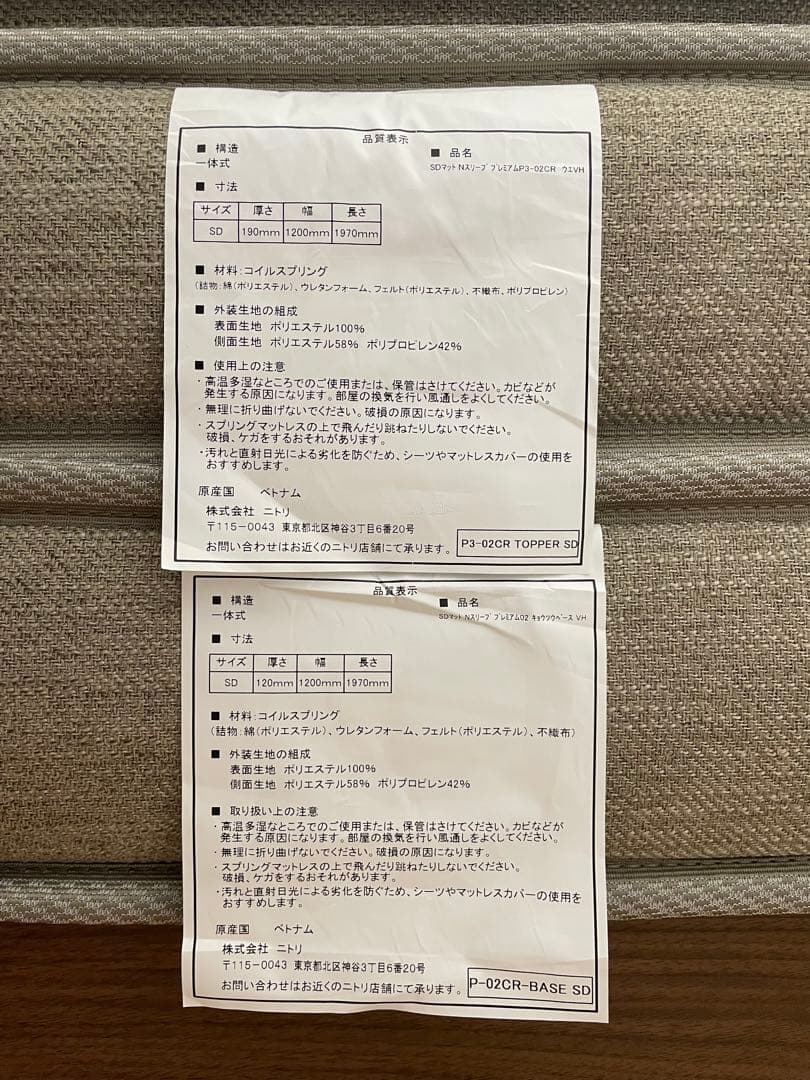 品質表示
■ 構造
一体式
■ 品名
SDマット Nスリープ プレミアムP3-02CR ウエVH
■ 寸法
サイズ 厚さ 幅 長さ
SD 190mm 1200mm 1970mm
■ 材料:コイルスプリング
(詰物:綿(ポリエステル)、ウレタンフォーム、フェルト(ポリエステル)、不織布、ポリプロピレン)
■ 外装生地の組成
表面生地 ポリエステル100%
側面生地 ポリエステル58% ポリプロピレン42%
■ 使用上の注意
・高温多湿なところでのご使用または、保管はさけてください。カビなどが
発生する原因になります。部屋の換気を行い風通しをよくしてください。
・無理に折り曲げないでください。破損の原因になります。
・スプリングマットレスの上で飛んだり跳ねたりしないでください。
破損、ケガをするおそれがあります。
・汚れと直射日光による劣化を防ぐため、シーツやマットレスカバーの使用を
おすすめします。
原産国 ベトナム
株式会社 ニトリ
〒115-0043 東京都北区神谷3丁目6番20号
お問い合わせはお近くのニトリ店舗にて承ります。
P3-02CR TOPPER SD
品質表示
■ 構造
一体式
■ 品名
SDマット Nスリープ プレミアム02 キョウツウベース VH
■ 寸法
サイズ 厚さ 幅 長さ
SD 120mm 1200mm 1970mm
■ 材料:コイルスプリング
(詰物:綿(ポリエステル)、ウレタンフォーム、フェルト(ポリエステル)、不織布)
■ 外装生地の組成
表面生地 ポリエステル100%
側面生地 ポリエステル58% ポリプロピレン42%
■ 取り扱い上の注意
・高温多湿なところでのご使用または、保管はさけてください。カビなどが
発生する原因になります。部屋の換気を行い風通しをよくしてください。
・無理に折り曲げないでください。破損の原因になります。
・スプリングマットレスの上で飛んだり跳ねたりしないでください。
破損、ケガをするおそれがあります。
・汚れと直射日光による劣化を防ぐため、シーツやマットレスカバーの使用を
おすすめします。
原産国 ベトナム
株式会社 ニトリ
〒115-0043 東京都北区神谷3丁目6番20号
お問い合わせはお近くのニトリ店舗にて承ります。
P-02CR-BASE SD